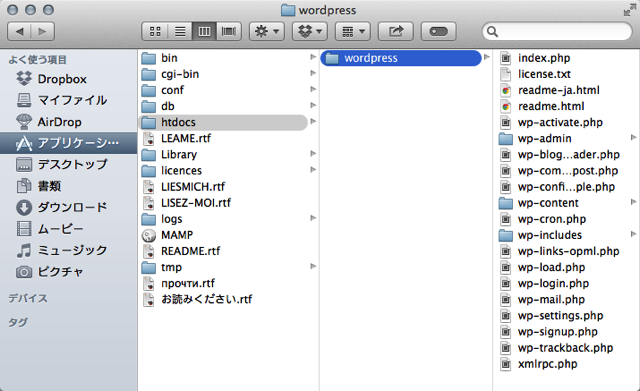 wordpress
よく使う項目
Dropbox
マイファイル
AirDrop
アプリケーシ…
デスクトップ
書類
ダウンロード
ムービー
ミュージック
ピクチャ
デバイス
タグ
bin
cgi-bin
conf
db
htdocs
LEAME.rtf
Library
licences
LIESMICH.rtf
LISEZ-MOI.rtf
logs
MAMP
README.rtf
tmp
прочти.rtf
お読みください.rtf
wordpress
index.php
license.txt
readme-ja.html
readme.html
wp-activate.php
wp-admin
wp-blog...ader.php
wp-com...post.php
wp-confi...ple.php
wp-content
wp-cron.php
wp-includes
wp-links-opml.php
wp-load.php
wp-login.php
wp-mail.php
wp-settings.php
wp-signup.php
wp-trackback.php
xmlrpc.php